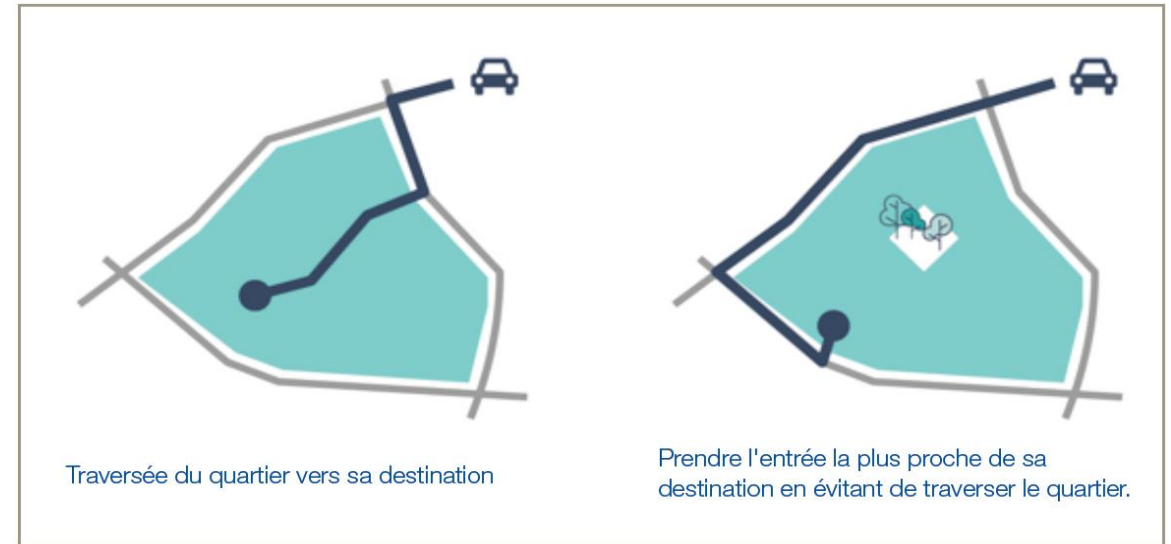 Traversée du quartier vers sa destination
Prendre l'entrée la plus proche de sa
destination en évitant de traverser le quartier.